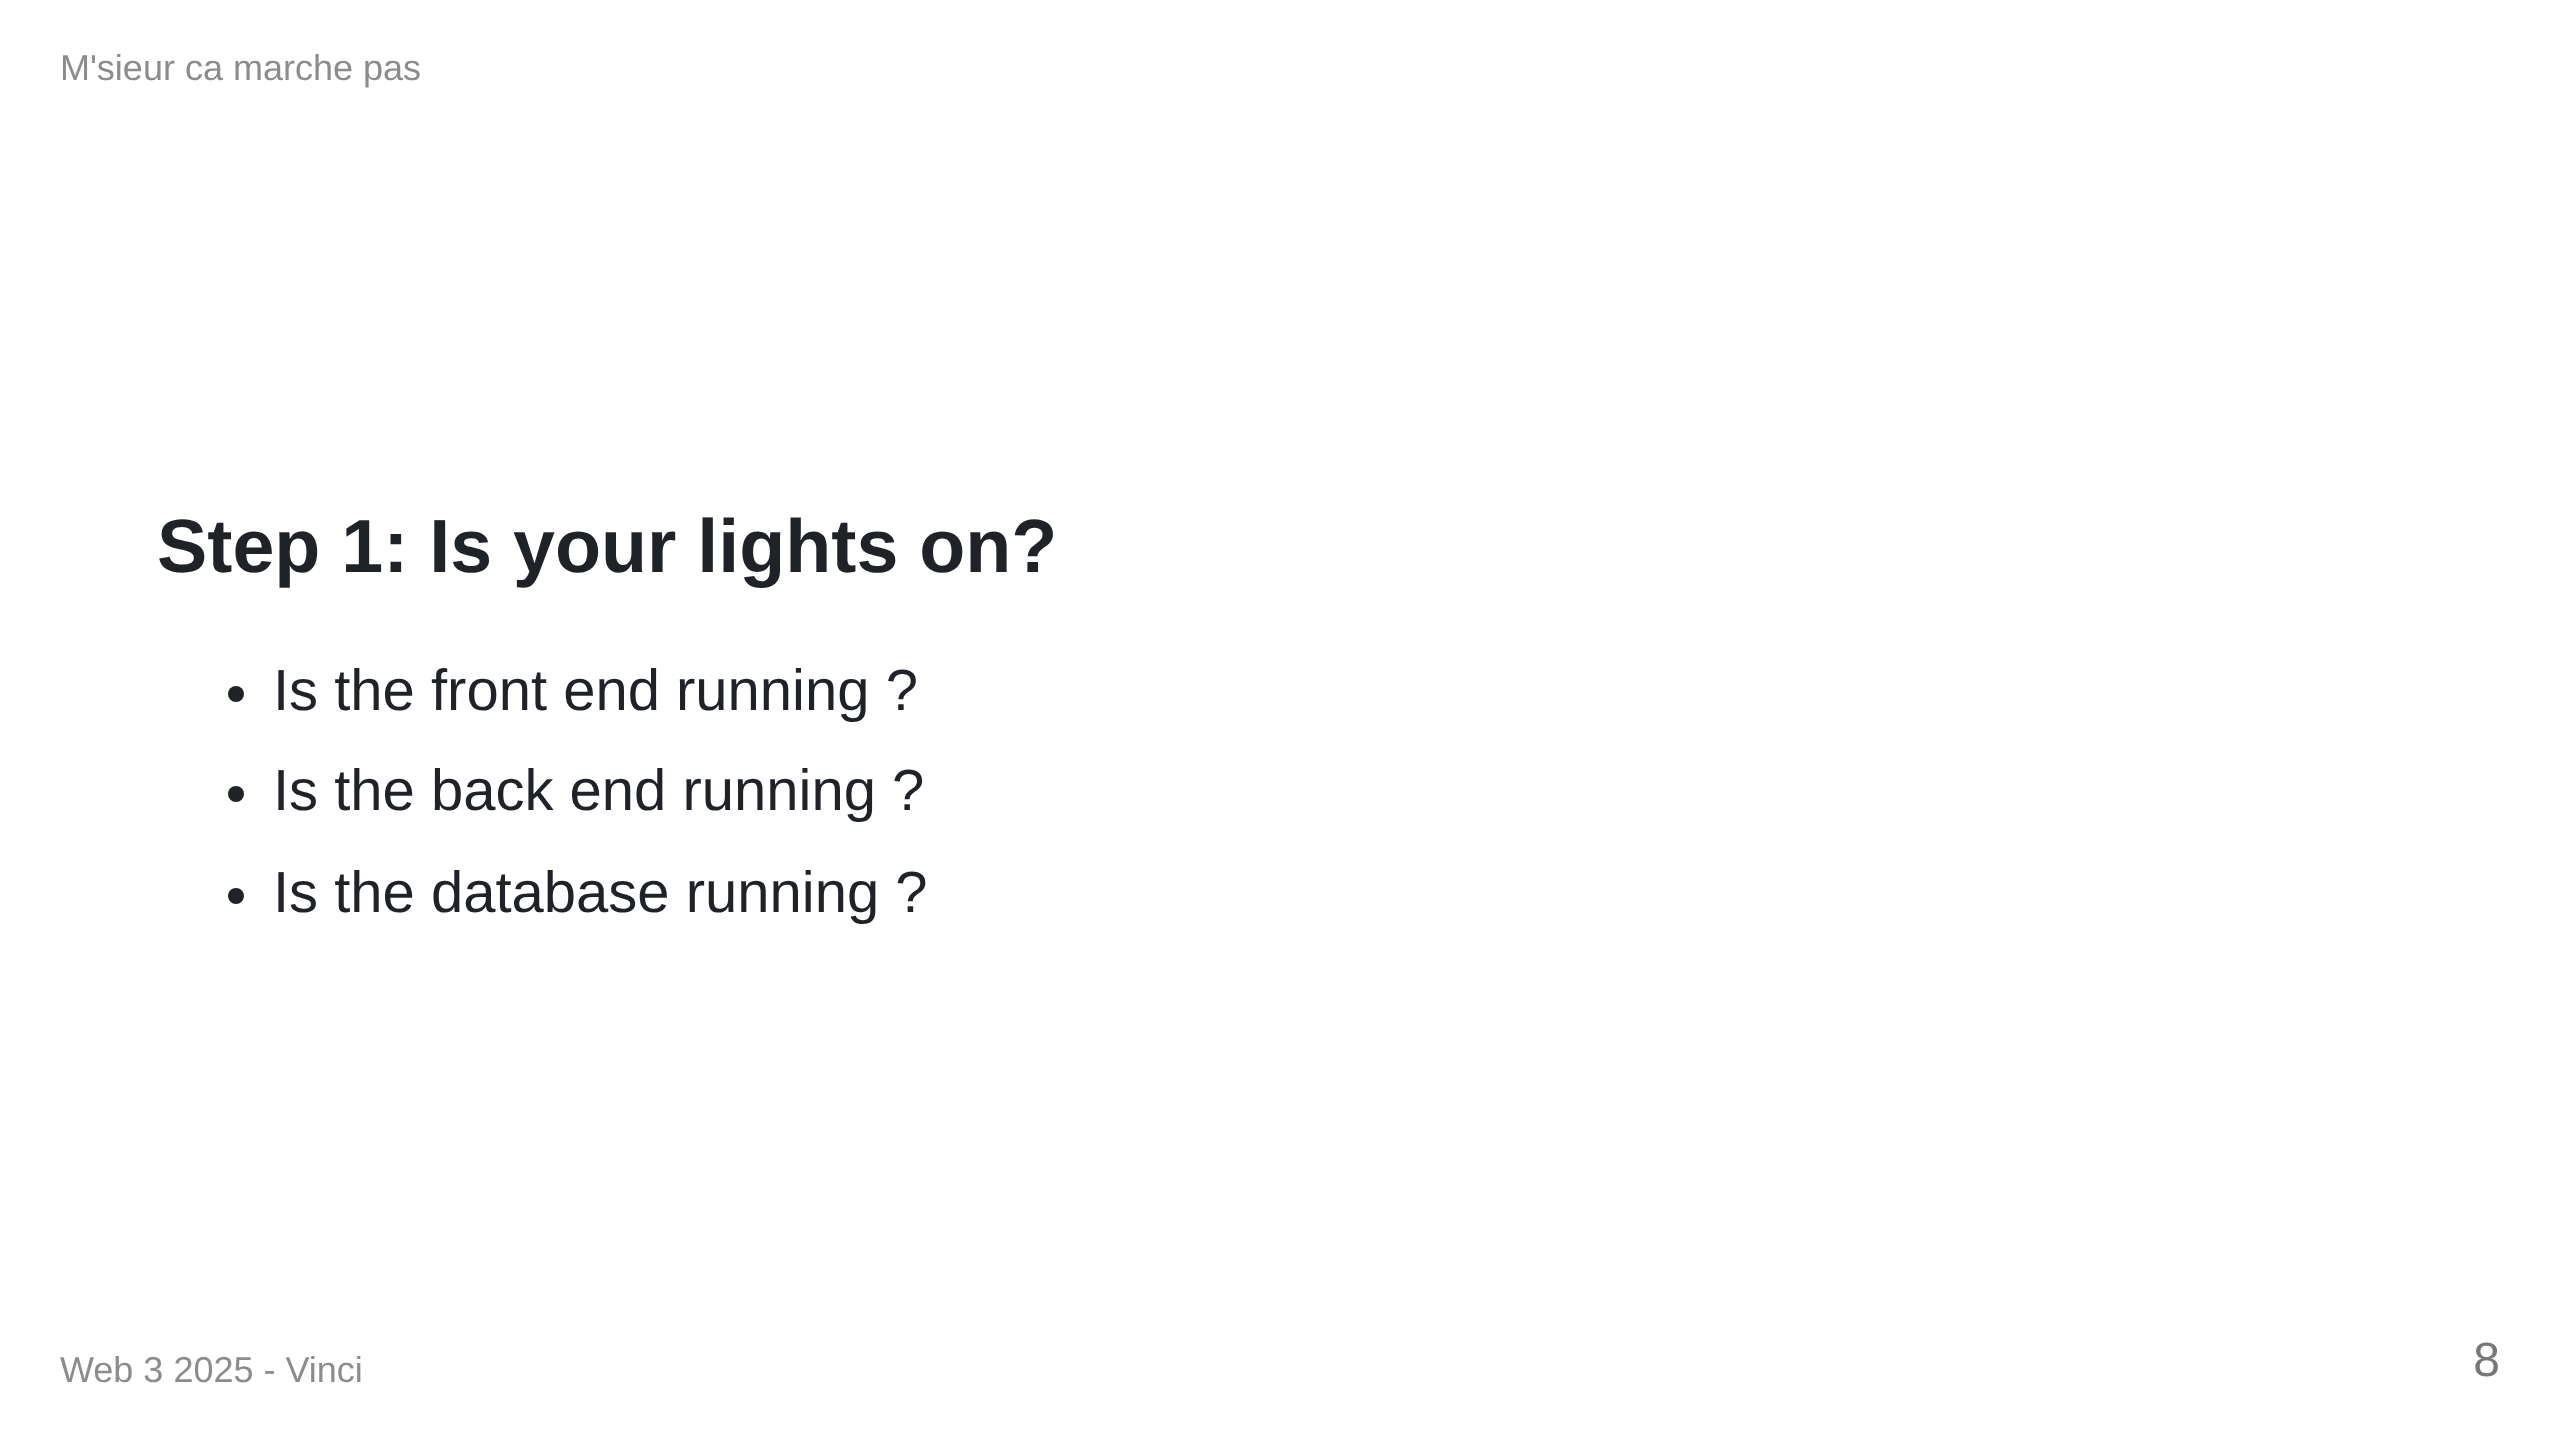 M'sieur ca marche pas
Step 1: Is your lights on?
• Is the front end running ?
• Is the back end running ?
• Is the database running ?
Web 3 2025 - Vinci
8